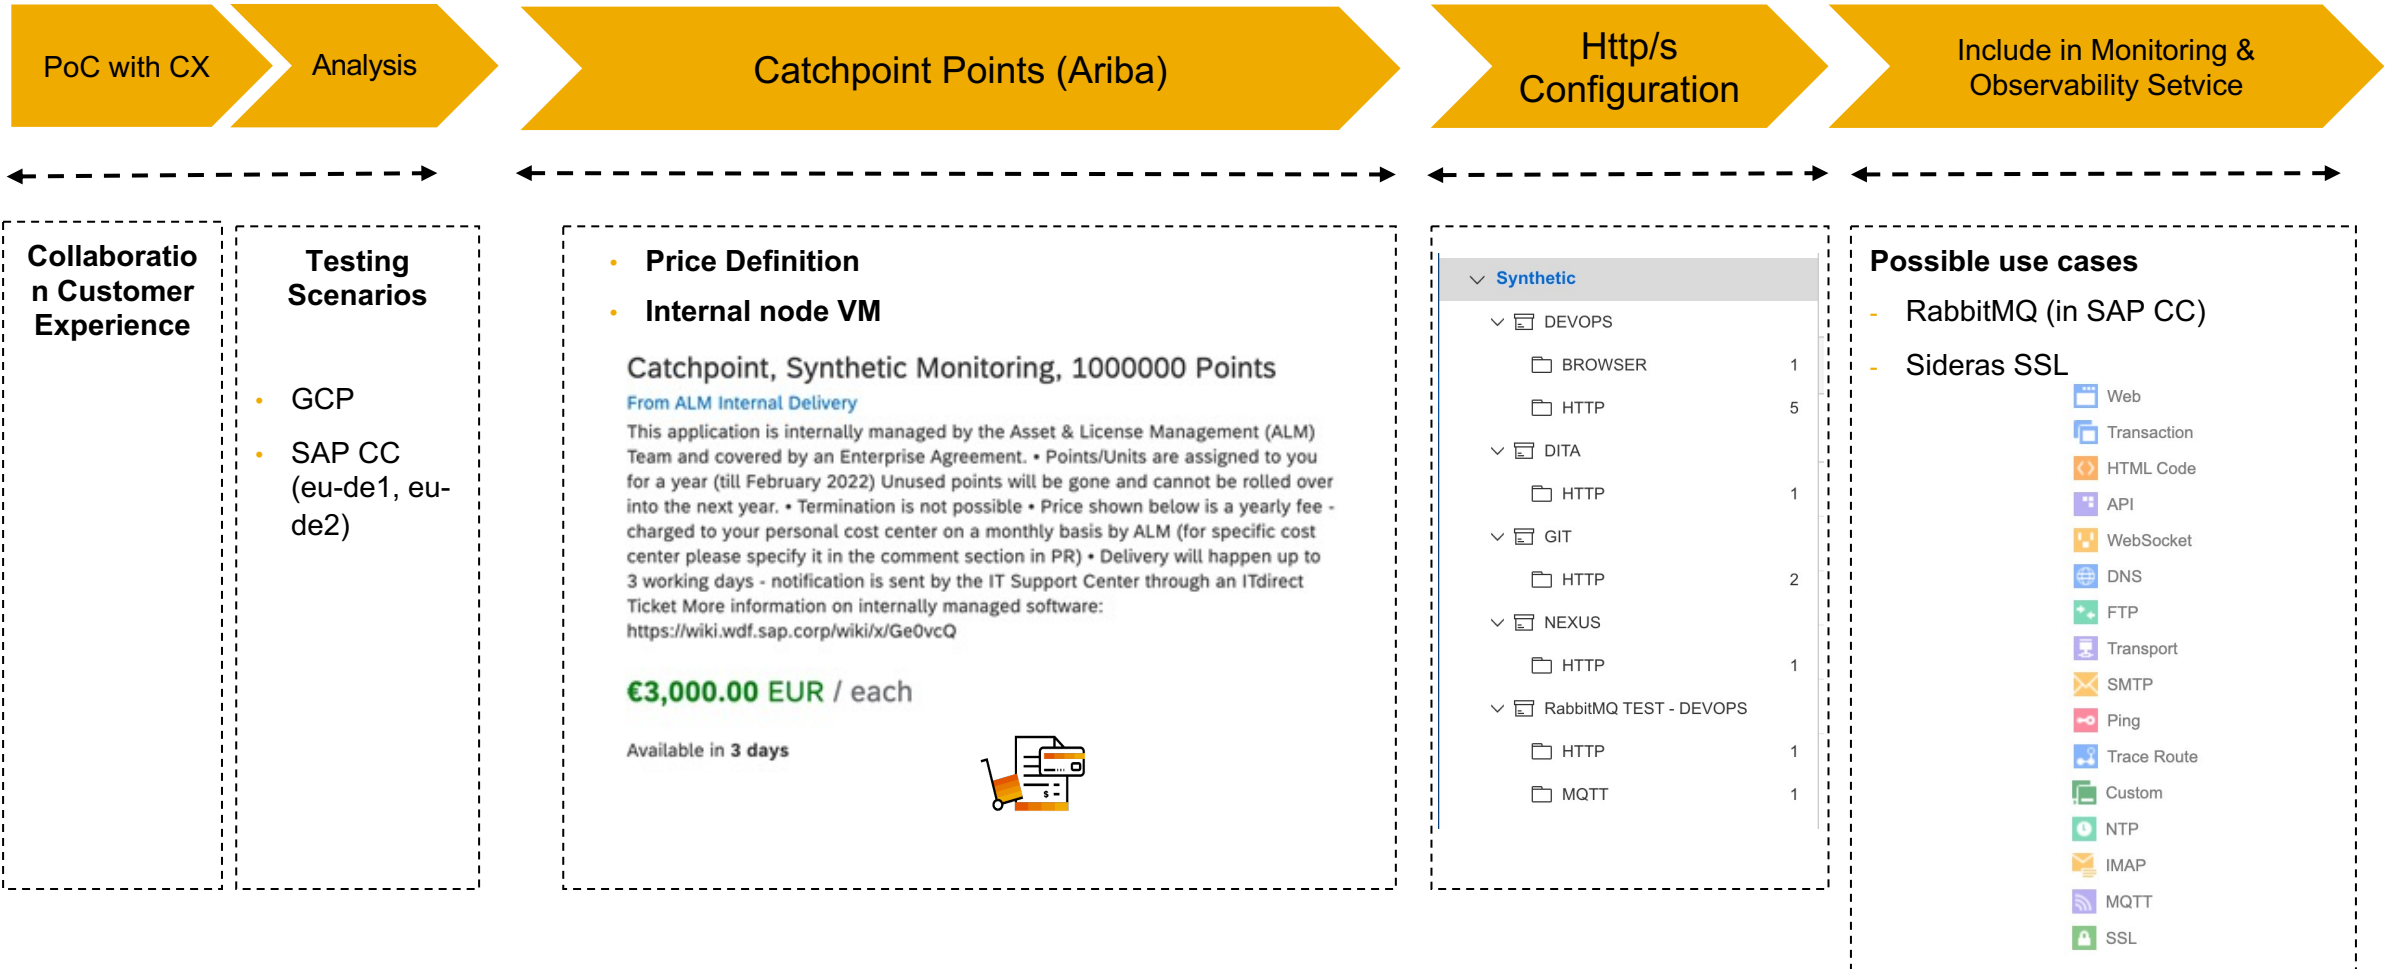 PoC with CX
Analysis
Catchpoint Points (Ariba)
Http/s
Configuration
Include in Monitoring &
Observability Setvice
Collaboratio
n Customer
Experience
Testing
Scenarios
• GCP
• SAP CC
(eu-de1, eu-
de2)
• Price Definition
• Internal node VM
Catchpoint, Synthetic Monitoring, 1000000 Points
From ALM Internal Delivery
This application is internally managed by the Asset & License Management (ALM)
Team and covered by an Enterprise Agreement. • Points/Units are assigned to you
for a year (till February 2022) Unused points will be gone and cannot be rolled over
into the next year. • Termination is not possible • Price shown below is a yearly fee -
charged to your personal cost center on a monthly basis by ALM (for specific cost
center please specify it in the comment section in PR) • Delivery will happen up to
3 working days - notification is sent by the IT Support Center through an ITdirect
Ticket More information on internally managed software:
https://wiki.wdf.sap.corp/wiki/x/Ge0vcQ
€3,000.00 EUR / each
Available in 3 days
Synthetic
DEVOPS
BROWSER 1
HTTP 5
DITA
HTTP 1
GIT
HTTP 2
NEXUS
HTTP 1
RabbitMQ TEST - DEVOPS
HTTP 1
MQTT 1
Possible use cases
- RabbitMQ (in SAP CC)
- Sideras SSL
Web
Transaction
HTML Code
API
WebSocket
DNS
FTP
Transport
SMTP
Ping
Trace Route
Custom
NTP
IMAP
MQTT
SSL